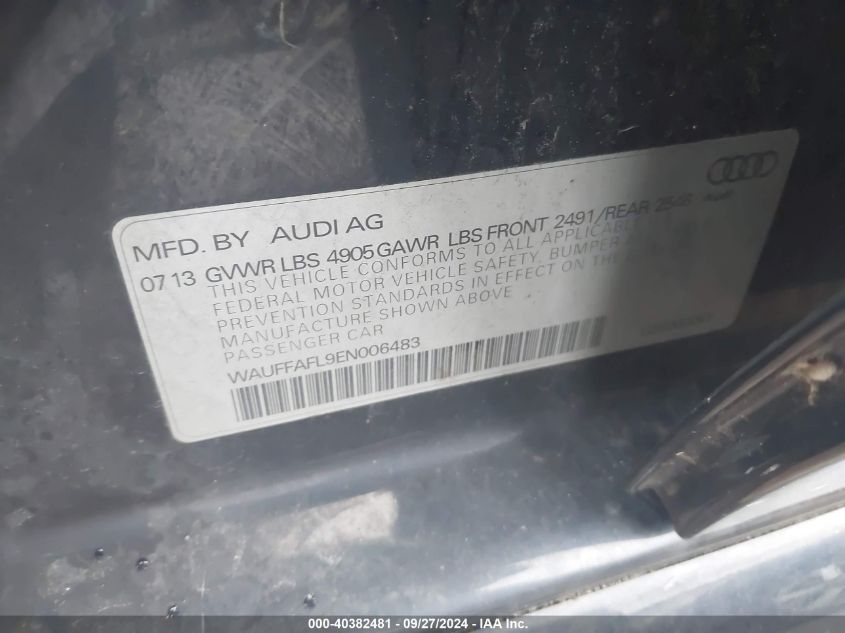 MFD. BY AUDI AG
07 13 GVWR LBS 4905 GAWR LBS FRONT 2491/REAR
THIS VEHICLE CONFORMS TO ALL APPLICABLE
FEDERAL MOTOR VEHICLE SAFETY, BUMPER
PREVENTION STANDARDS IN EFFECT ON THE
MANUFACTURE SHOWN ABOVE
PASSENGER CAR
WAUFFAFL9EN006483
Audi
000-40382481 - 09/27/2024 - IAA Inc.